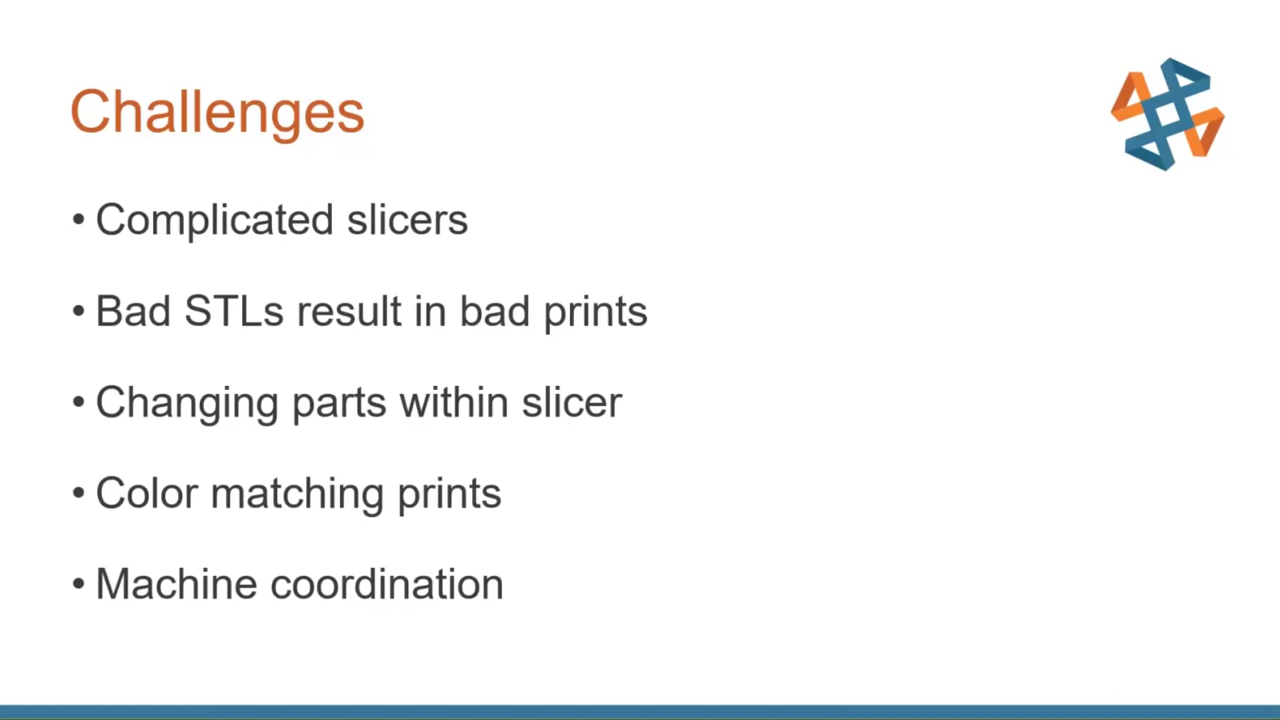 Challenges
• Complicated slicers
• Bad STLs result in bad prints
• Changing parts within slicer
• Color matching prints
• Machine coordination